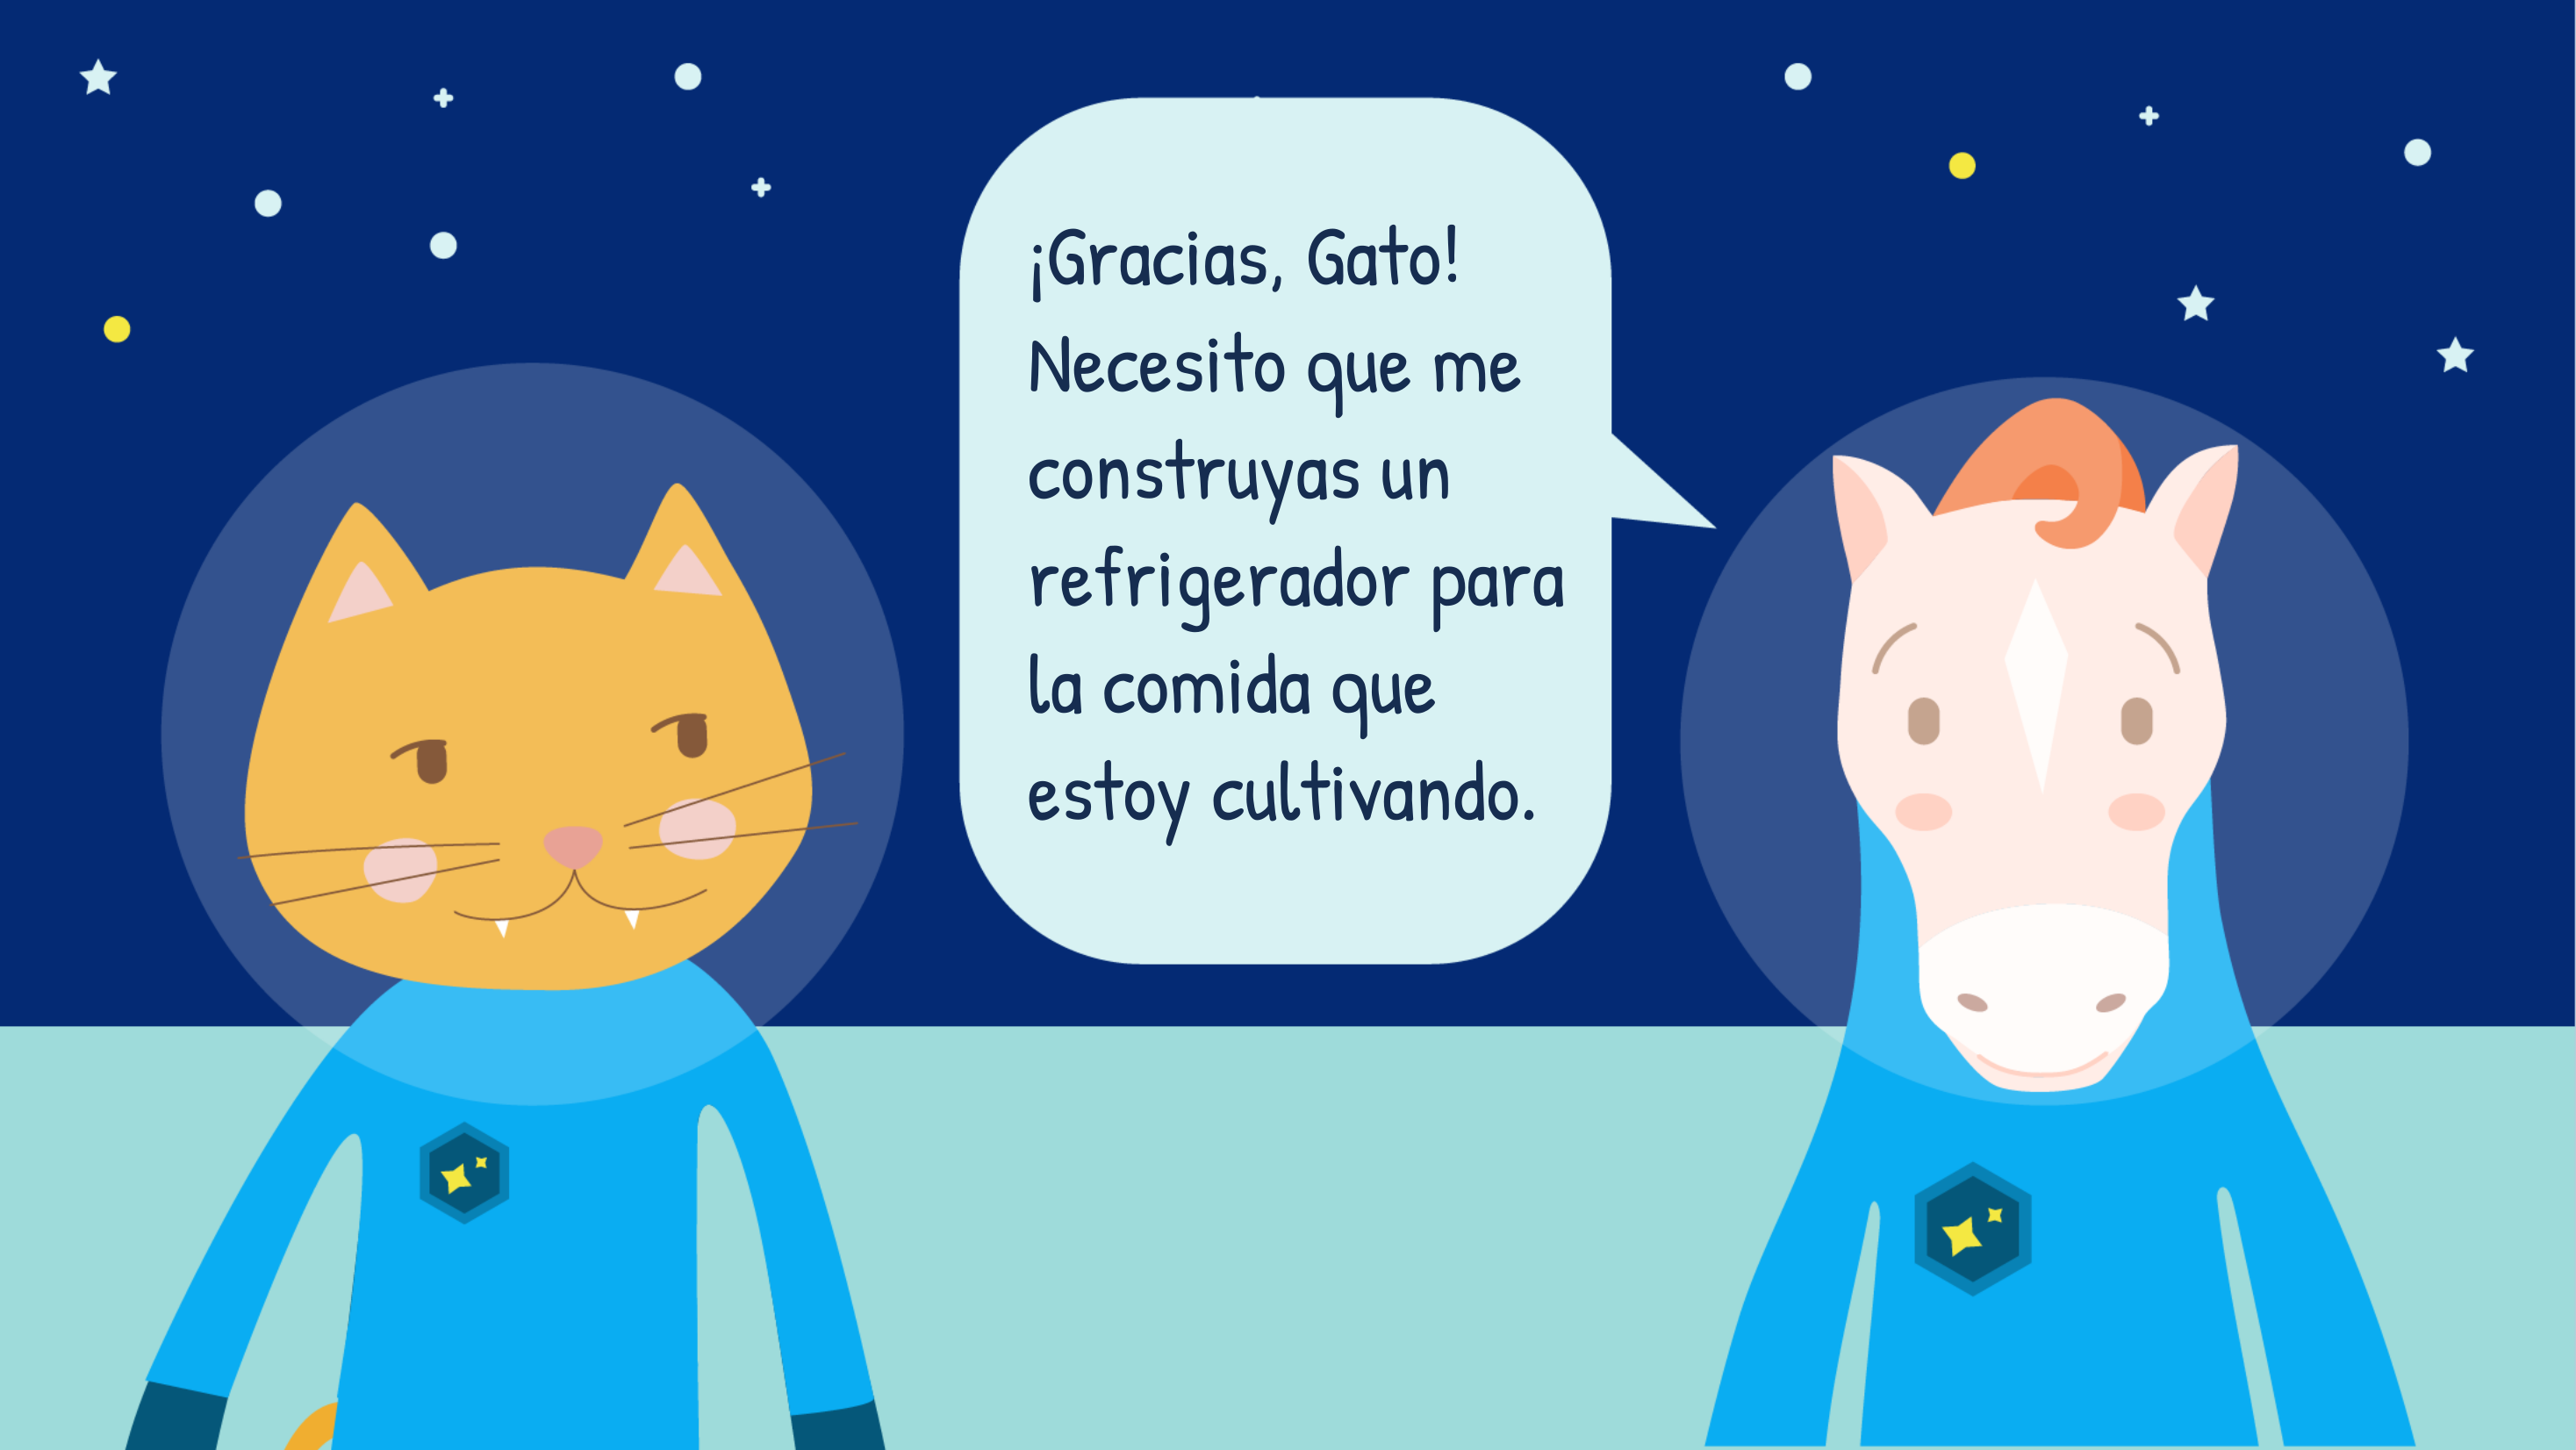 ¡Gracias, Gato!
Necesito que me
construyas un
refrigerador para
la comida que
estoy cultivando.